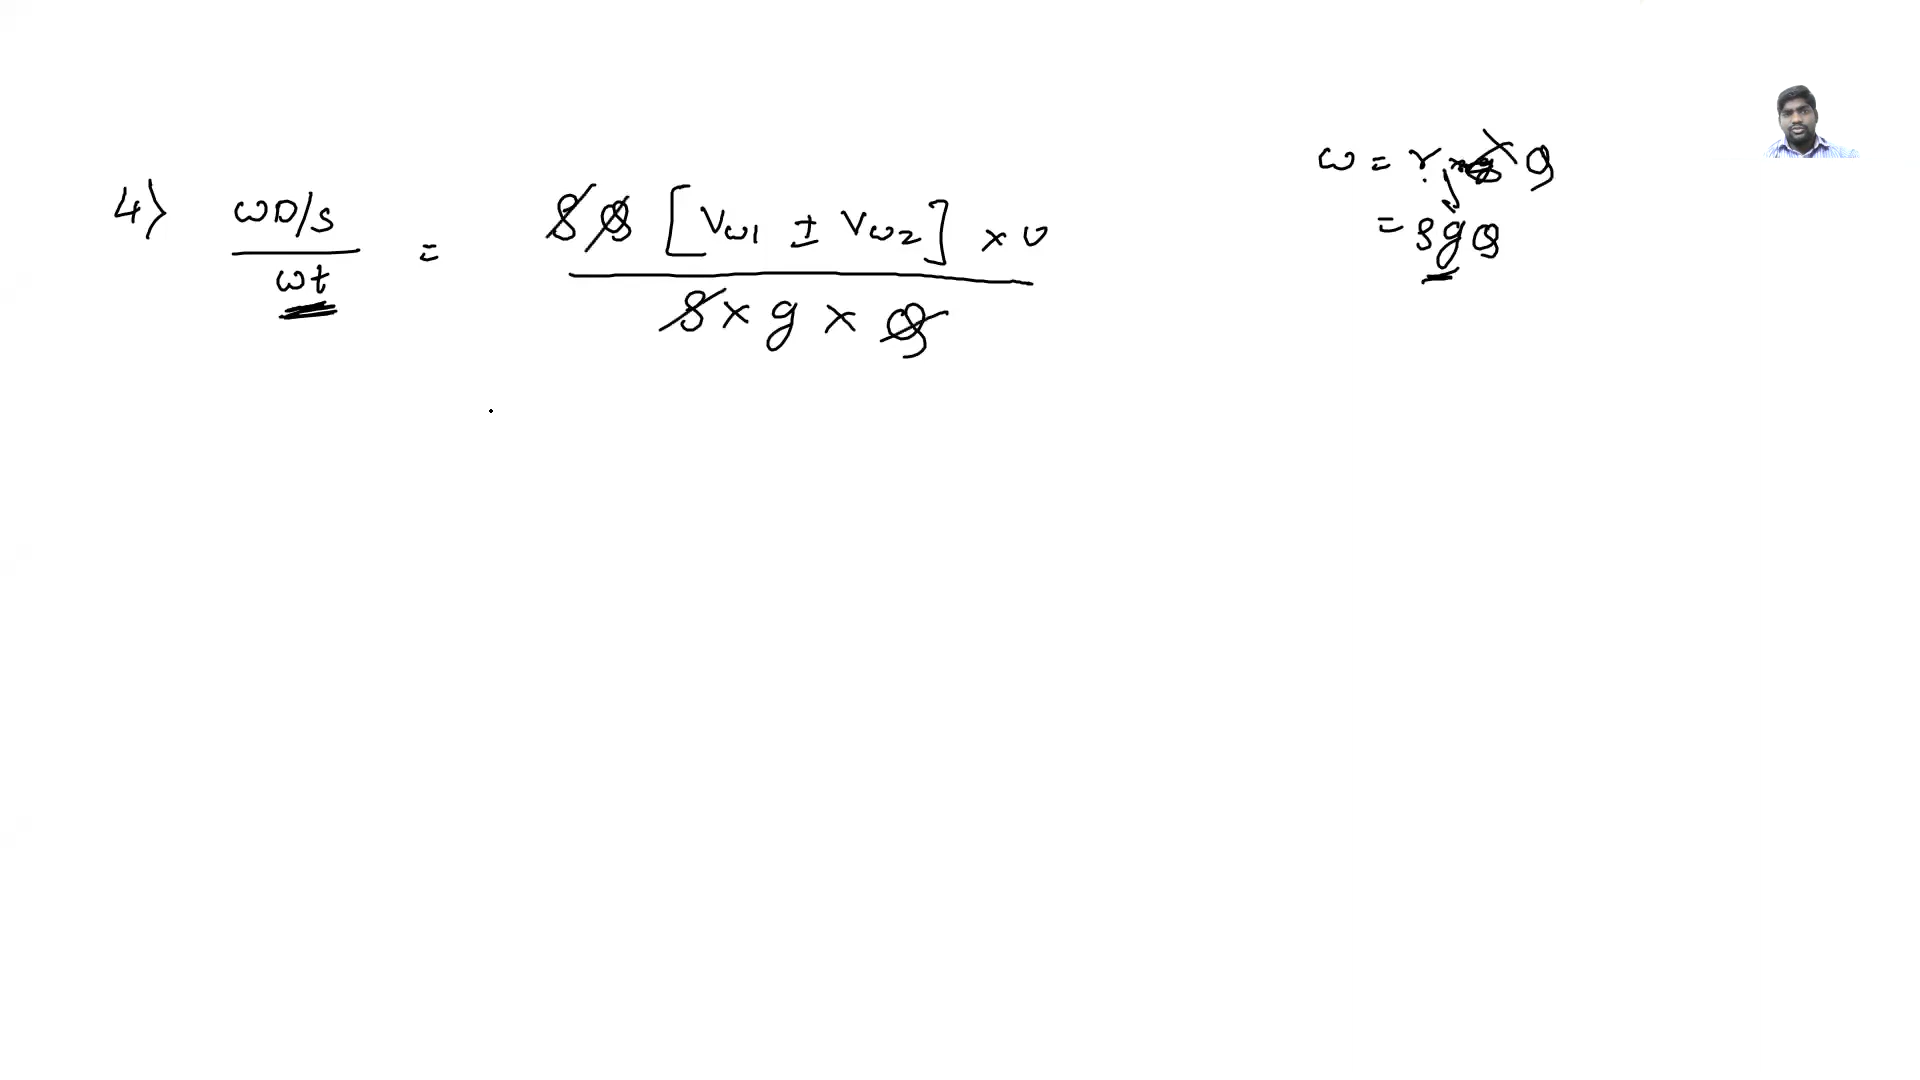 4) WD/s / wt = ρQ [Vw1 ± Vw2] × u / ρ × g × Q
w = γ × Q
= ρgQ